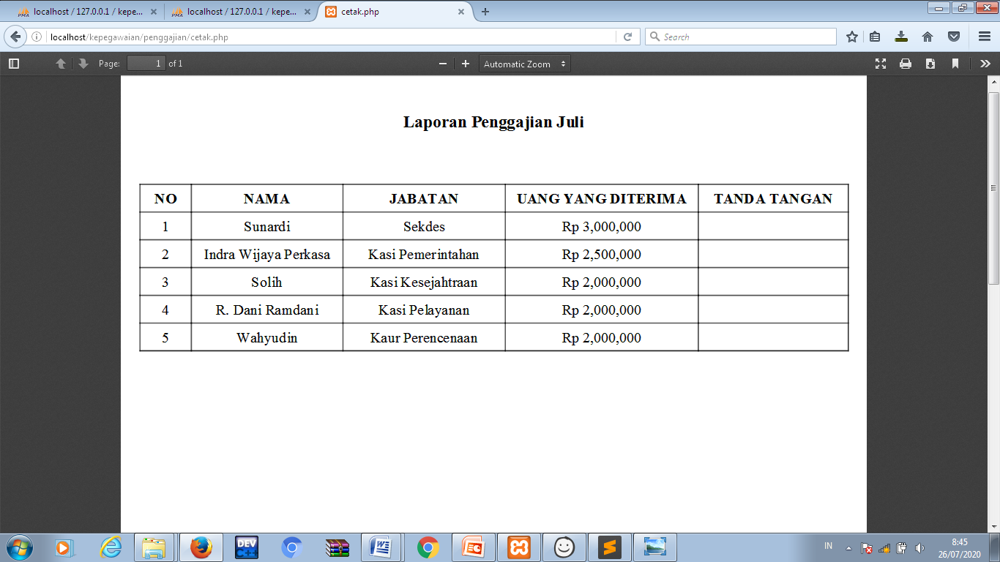 localhost / 127.0.0.1 / kepe...
localhost / 127.0.0.1 / kepe...
cetak.php
localhost/kepegawaian/penggajian/cetak.php
Search
Page: 1 of 1
Automatic Zoom
Laporan Penggajian Juli
NO NAMA JABATAN UANG YANG DITERIMA TANDA TANGAN
1 Sunardi Sekdes Rp 3,000,000
2 Indra Wijaya Perkasa Kasi Pemerintahan Rp 2,500,000
3 Solih Kasi Kesejahtraan Rp 2,000,000
4 R. Dani Ramdani Kasi Pelayanan Rp 2,000,000
5 Wahyudin Kaur Perencenaan Rp 2,000,000
DEV
C++
IN
8:45
26/07/2020